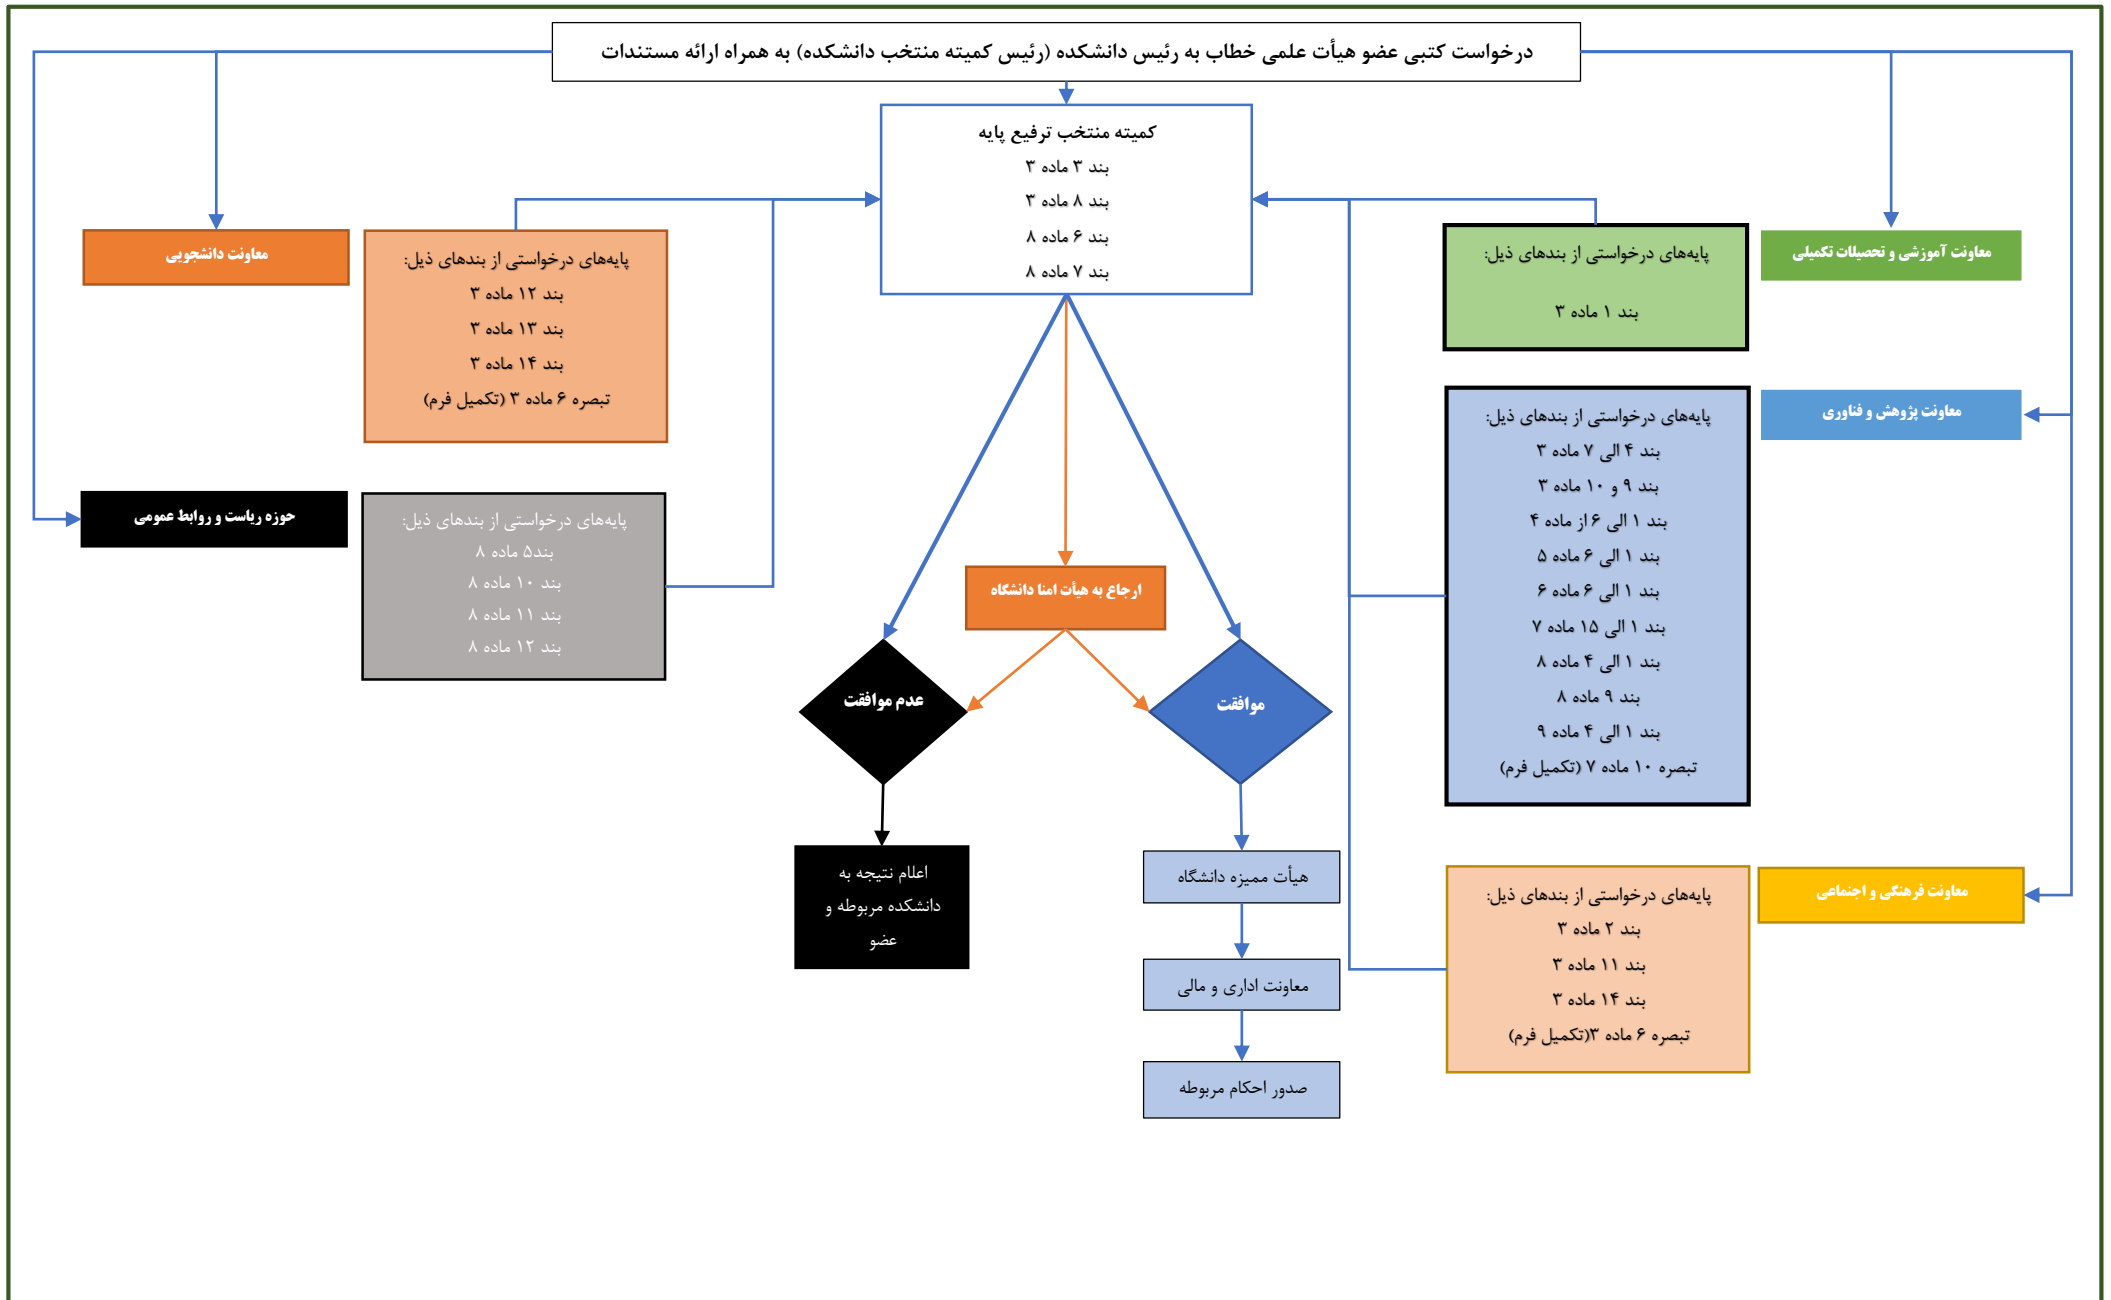 درخواست کتبی عضو هیأت علمی خطاب به رئیس دانشکده (رئیس کمیته منتخب دانشکده) به همراه ارائه مستندات
کمیته منتخب ترفیع پایه
بند ۳ ماده ۳
بند ۸ ماده ۳
بند ۶ ماده ۸
بند ۷ ماده ۸
معاونت آموزشی و تحصیلات تکمیلی
پایه‌های درخواستی از بندهای ذیل:
بند ۱ ماده ۳
معاونت پژوهش و فناوری
پایه‌های درخواستی از بندهای ذیل:
بند ۴ الی ۷ ماده ۳
بند ۹ و ۱۰ ماده ۳
بند ۱ الی ۶ از ماده ۴
بند ۱ الی ۶ ماده ۵
بند ۱ الی ۶ ماده ۶
بند ۱ الی ۱۵ ماده ۷
بند ۱ الی ۴ ماده ۸
بند ۹ ماده ۸
بند ۱ الی ۴ ماده ۹
تبصره ۱۰ ماده ۷ (تکمیل فرم)
معاونت فرهنگی و اجتماعی
پایه‌های درخواستی از بندهای ذیل:
بند ۲ ماده ۳
بند ۱۱ ماده ۳
بند ۱۴ ماده ۳
تبصره ۶ ماده ۳(تکمیل فرم)
معاونت دانشجویی
پایه‌های درخواستی از بندهای ذیل:
بند ۱۲ ماده ۳
بند ۱۳ ماده ۳
بند ۱۴ ماده ۳
تبصره ۶ ماده ۳ (تکمیل فرم)
حوزه ریاست و روابط عمومی
پایه‌های درخواستی از بندهای ذیل:
بند۵ ماده ۸
بند ۱۰ ماده ۸
بند ۱۱ ماده ۸
بند ۱۲ ماده ۸
ارجاع به هیأت امنا دانشگاه
موافقت
عدم موافقت
هیأت ممیزه دانشگاه
معاونت اداری و مالی
صدور احکام مربوطه
اعلام نتیجه به
دانشکده مربوطه و
عضو